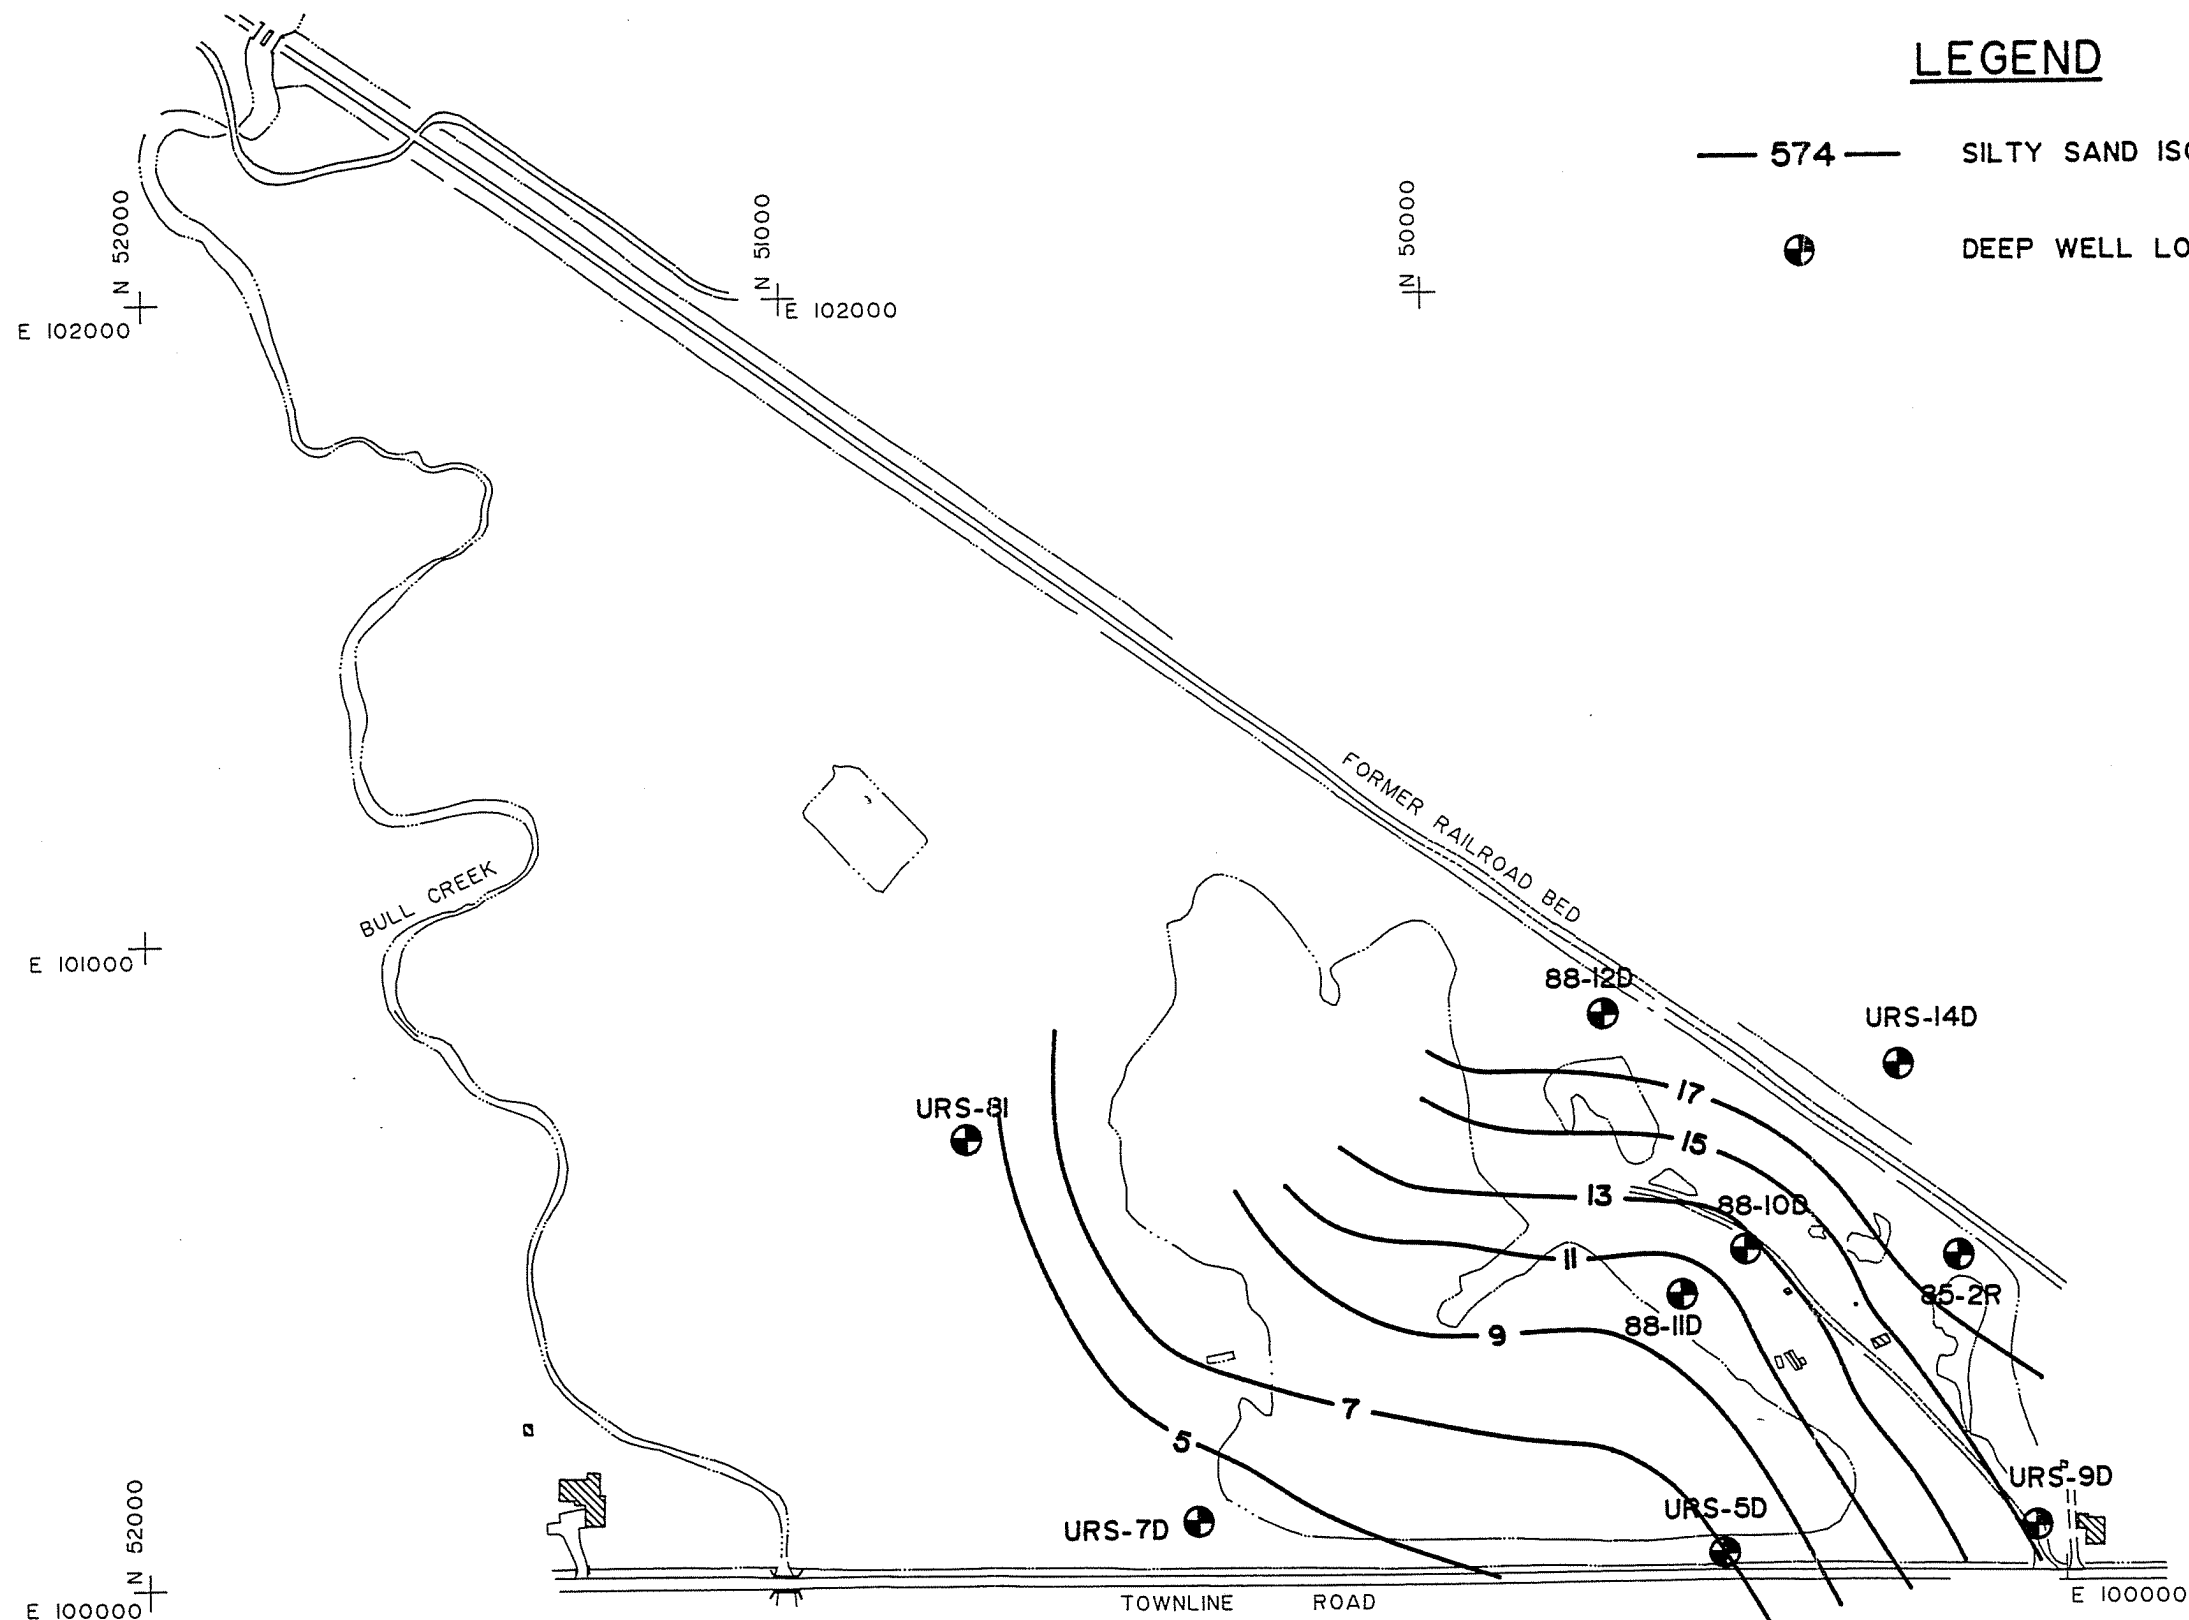 LEGEND
574
SILTY SAND
DEEP WELL
N 52000
N 51000
N 50000
E 102000
E 102000
FORMER RAILROAD BED
BULL CREEK
E 101000
88-12D
URS-14D
URS-8I
17
15
13
88-10D
11
85-2R
88-11D
9
7
5
URS-9D
URS-5D
URS-7D
N 52000
E 100000
TOWNLINE ROAD
E 100000